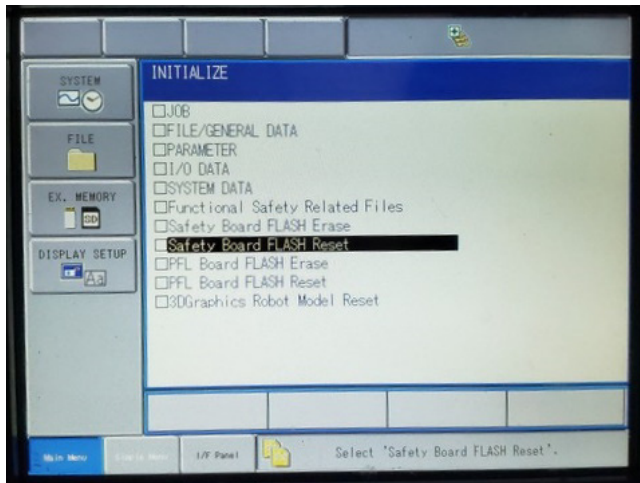 INITIALIZE
SYSTEM
FILE
EX. MEMORY
SD
DISPLAY SETUP
Aa
JOB
FILE/GENERAL DATA
PARAMETER
I/O DATA
SYSTEM DATA
Functional Safety Related Files
Safety Board FLASH Erase
Safety Board FLASH Reset
PFL Board FLASH Erase
PFL Board FLASH Reset
3DGraphics Robot Model Reset
Main Menu
I/F Panel
Select "Safety Board FLASH Reset".